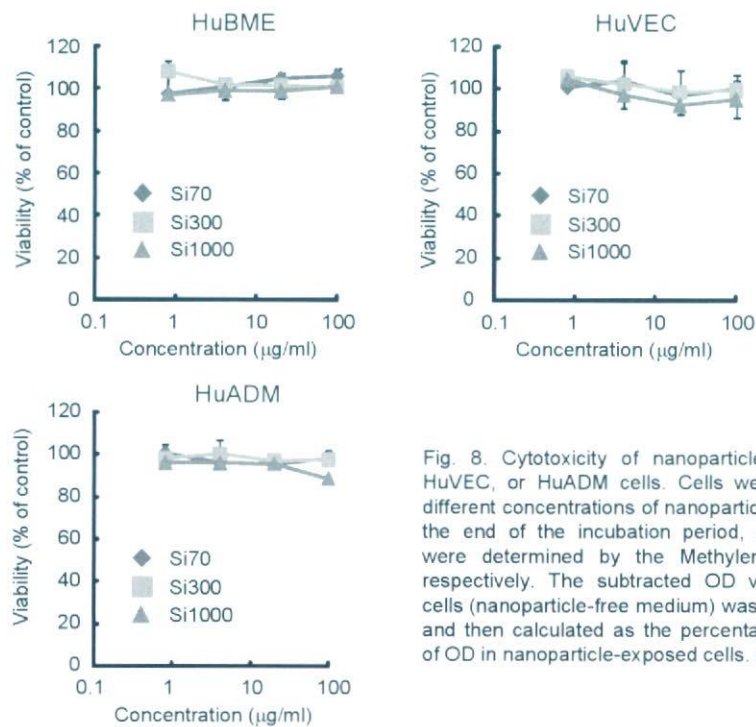 HuBME
120
100
80
60
40
20
0
Viability (% of control)
Si70
Si300
Si1000
0.1 1 10 100
Concentration (μg/ml)
HuVEC
120
100
80
60
40
20
0
Viability (% of control)
Si70
Si300
Si1000
0.1 1 10 100
Concentration (μg/ml)
HuADM
120
100
80
60
40
20
0
Viability (% of control)
Si70
Si300
Si1000
0.1 1 10 100
Concentration (μg/ml)
Fig. 8. Cytotoxicity of nanoparticle
HuVEC, or HuADM cells. Cells we
different concentrations of nanopartic
the end of the incubation period,
were determined by the Methyler
respectively. The subtracted OD v
cells (nanoparticle-free medium) was
and then calculated as the percenta
of OD in nanoparticle-exposed cells.